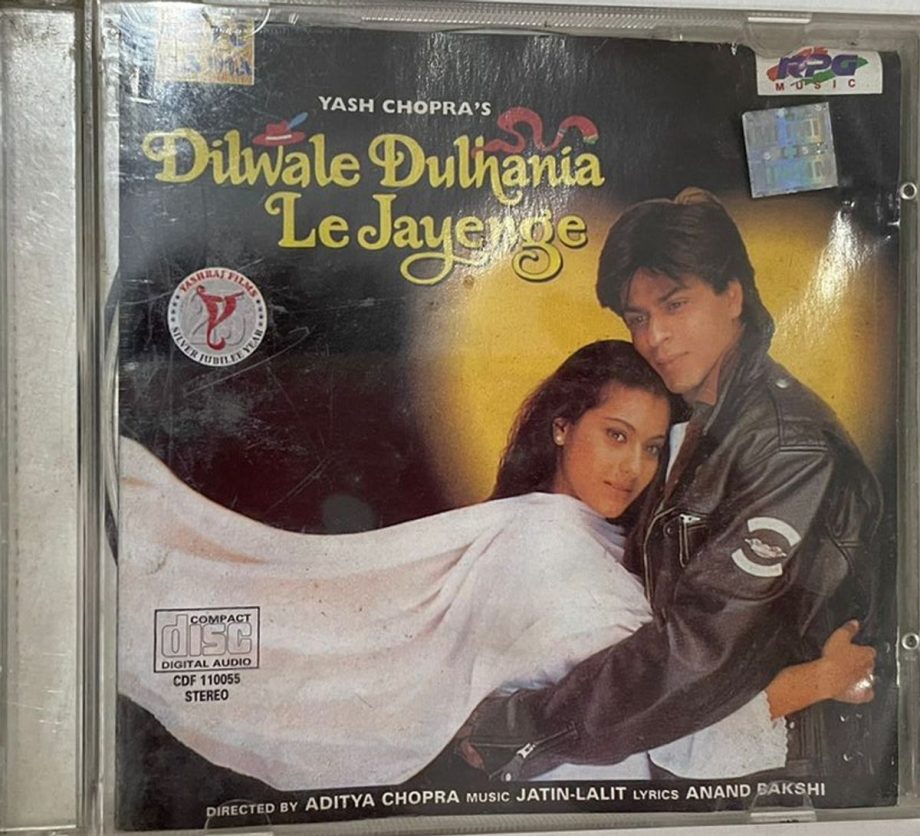 RPG
MUSIC
YASH CHOPRA'S
Dilwale Dulhania
Le Jayenge
YASHRAJ FILMS
25
SILVER JUBILEE YEAR
COMPACT
disc
DIGITAL AUDIO
CDF 110055
STEREO
DIRECTED BY ADITYA CHOPRA MUSIC JATIN-LALIT LYRICS ANAND BAKSHI